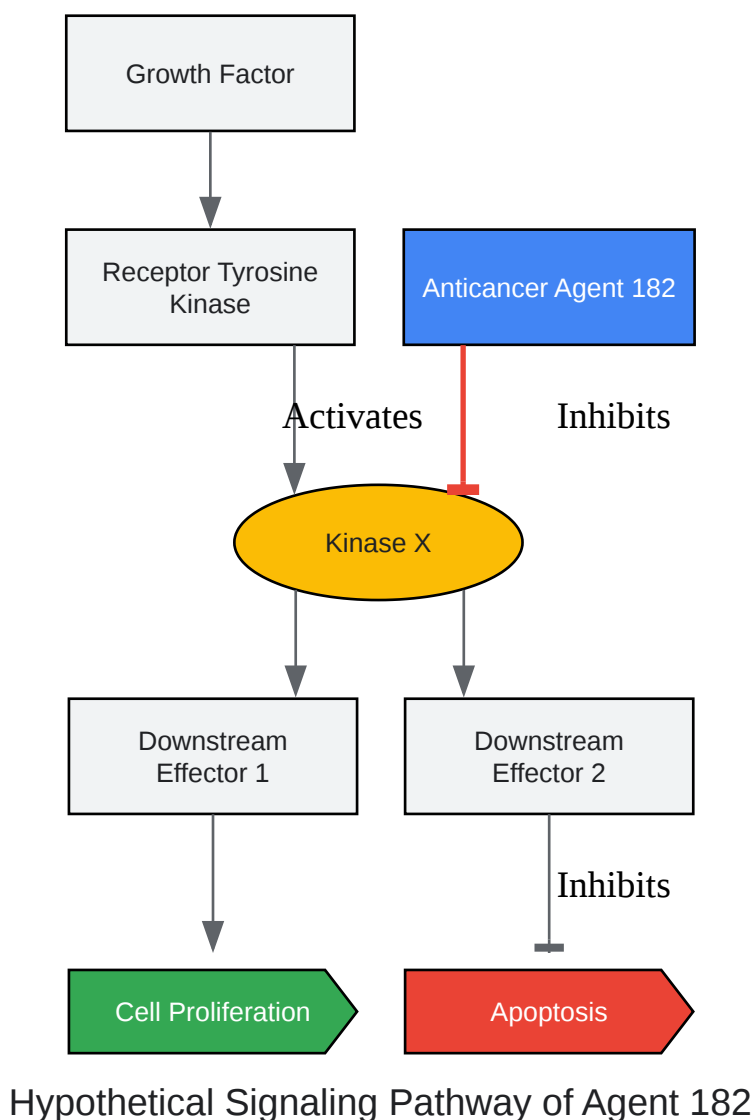 Growth Factor
Receptor Tyrosine
Kinase
Anticancer Agent 182
Activates
Inhibits
Kinase X
Downstream
Effector 1
Downstream
Effector 2
Inhibits
Cell Proliferation
Apoptosis
Hypothetical Signaling Pathway of Agent 182